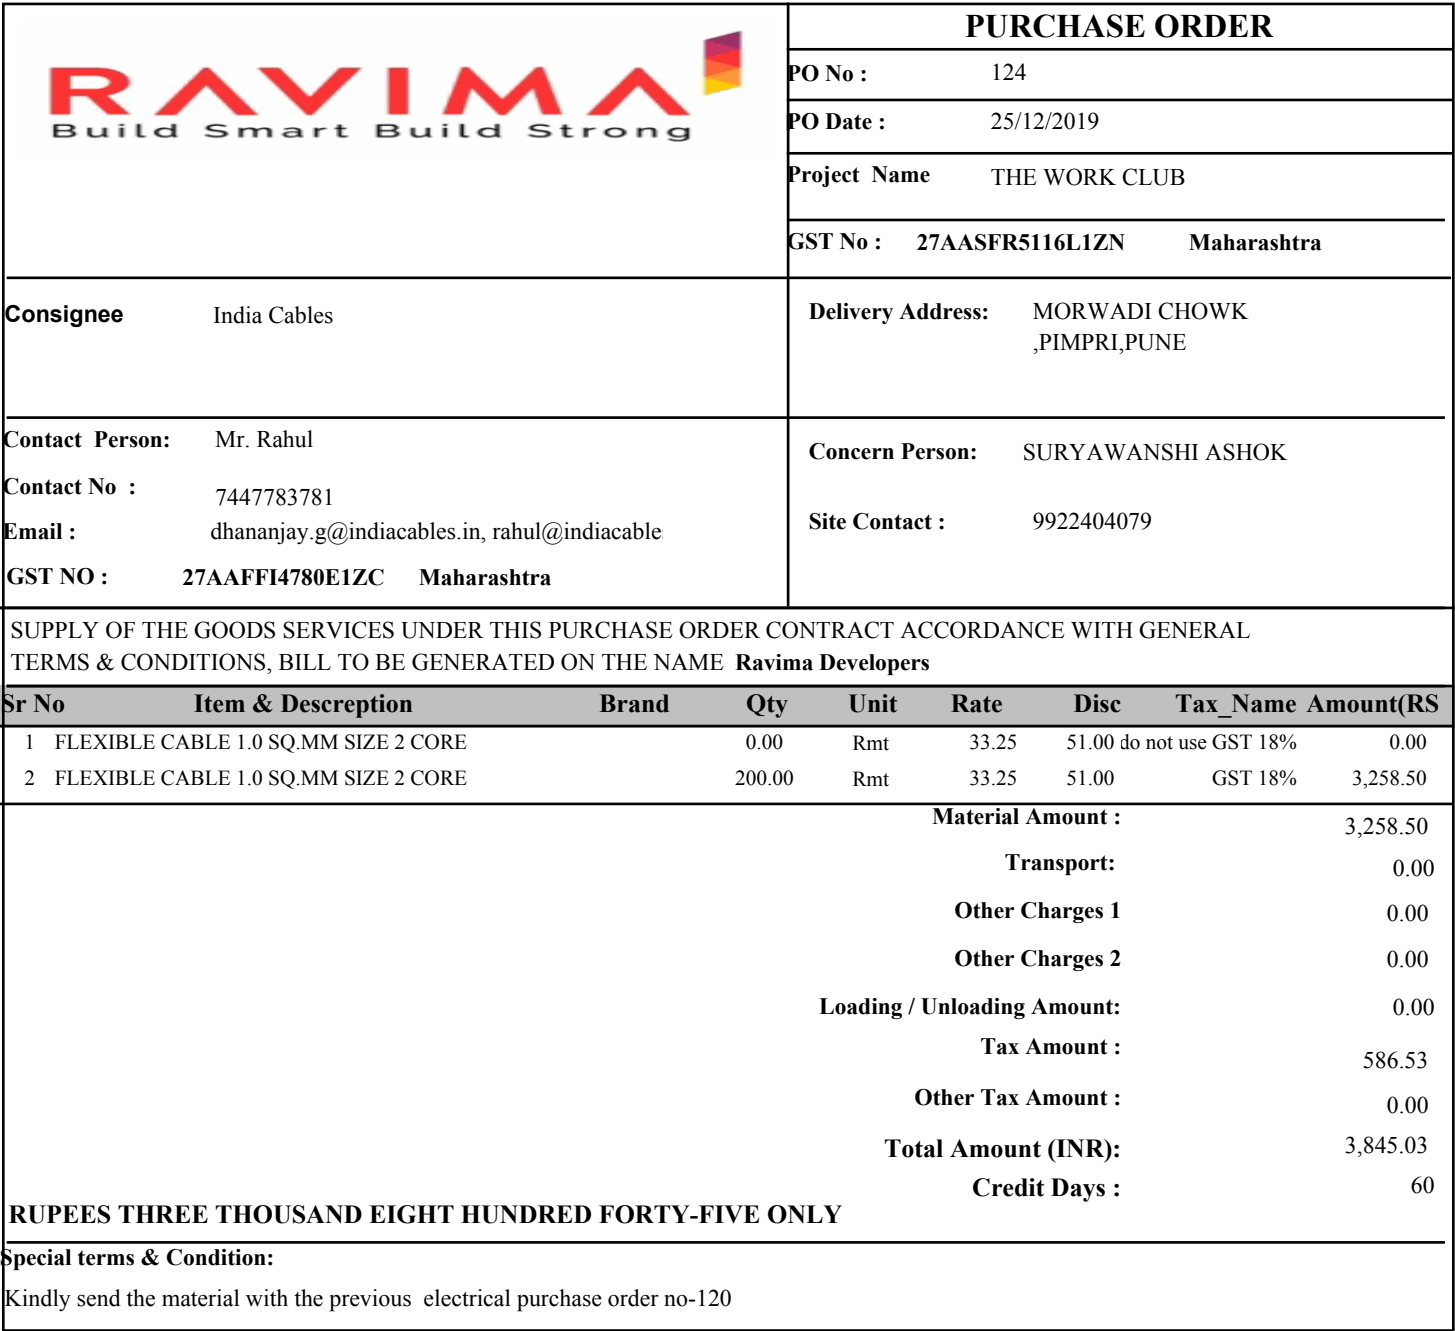 RAVIMA
Build Smart Build Strong
PURCHASE ORDER
PO No : 124
PO Date : 25/12/2019
Project Name THE WORK CLUB
GST No : 27AASFR5116L1ZN Maharashtra
Consignee India Cables
Delivery Address: MORWADI CHOWK
,PIMPRI,PUNE
Contact Person: Mr. Rahul
Contact No : 7447783781
Email : dhananjay.g@indiacables.in, rahul@indiacable
GST NO : 27AAFFI4780E1ZC Maharashtra
Concern Person: SURYAWANSHI ASHOK
Site Contact : 9922404079
SUPPLY OF THE GOODS SERVICES UNDER THIS PURCHASE ORDER CONTRACT ACCORDANCE WITH GENERAL
TERMS & CONDITIONS, BILL TO BE GENERATED ON THE NAME Ravima Developers
Sr No Item & Descreption Brand Qty Unit Rate Disc Tax_Name Amount(RS
1 FLEXIBLE CABLE 1.0 SQ.MM SIZE 2 CORE 0.00 Rmt 33.25 51.00 do not use GST 18% 0.00
2 FLEXIBLE CABLE 1.0 SQ.MM SIZE 2 CORE 200.00 Rmt 33.25 51.00 GST 18% 3,258.50
Material Amount : 3,258.50
Transport: 0.00
Other Charges 1 0.00
Other Charges 2 0.00
Loading / Unloading Amount: 0.00
Tax Amount : 586.53
Other Tax Amount : 0.00
Total Amount (INR): 3,845.03
Credit Days : 60
RUPEES THREE THOUSAND EIGHT HUNDRED FORTY-FIVE ONLY
Special terms & Condition:
Kindly send the material with the previous electrical purchase order no-120